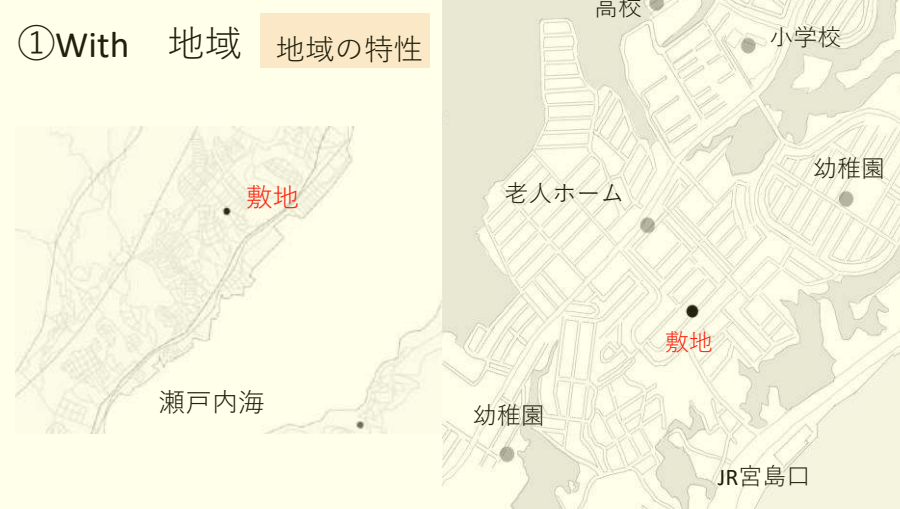 ①With　地域
地域の特性
敷地
瀬戸内海
高校
小学校
幼稚園
老人ホーム
敷地
幼稚園
JR宮島口